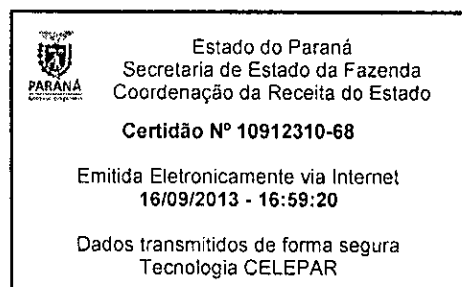 Estado do Paraná
Secretaria de Estado da Fazenda
PARANÁ
Coordenação da Receita do Estado
Certidão Nº 10912310-68
Emitida Eletronicamente via Internet
16/09/2013 - 16:59:20
Dados transmitidos de forma segura
Tecnologia CELEPAR